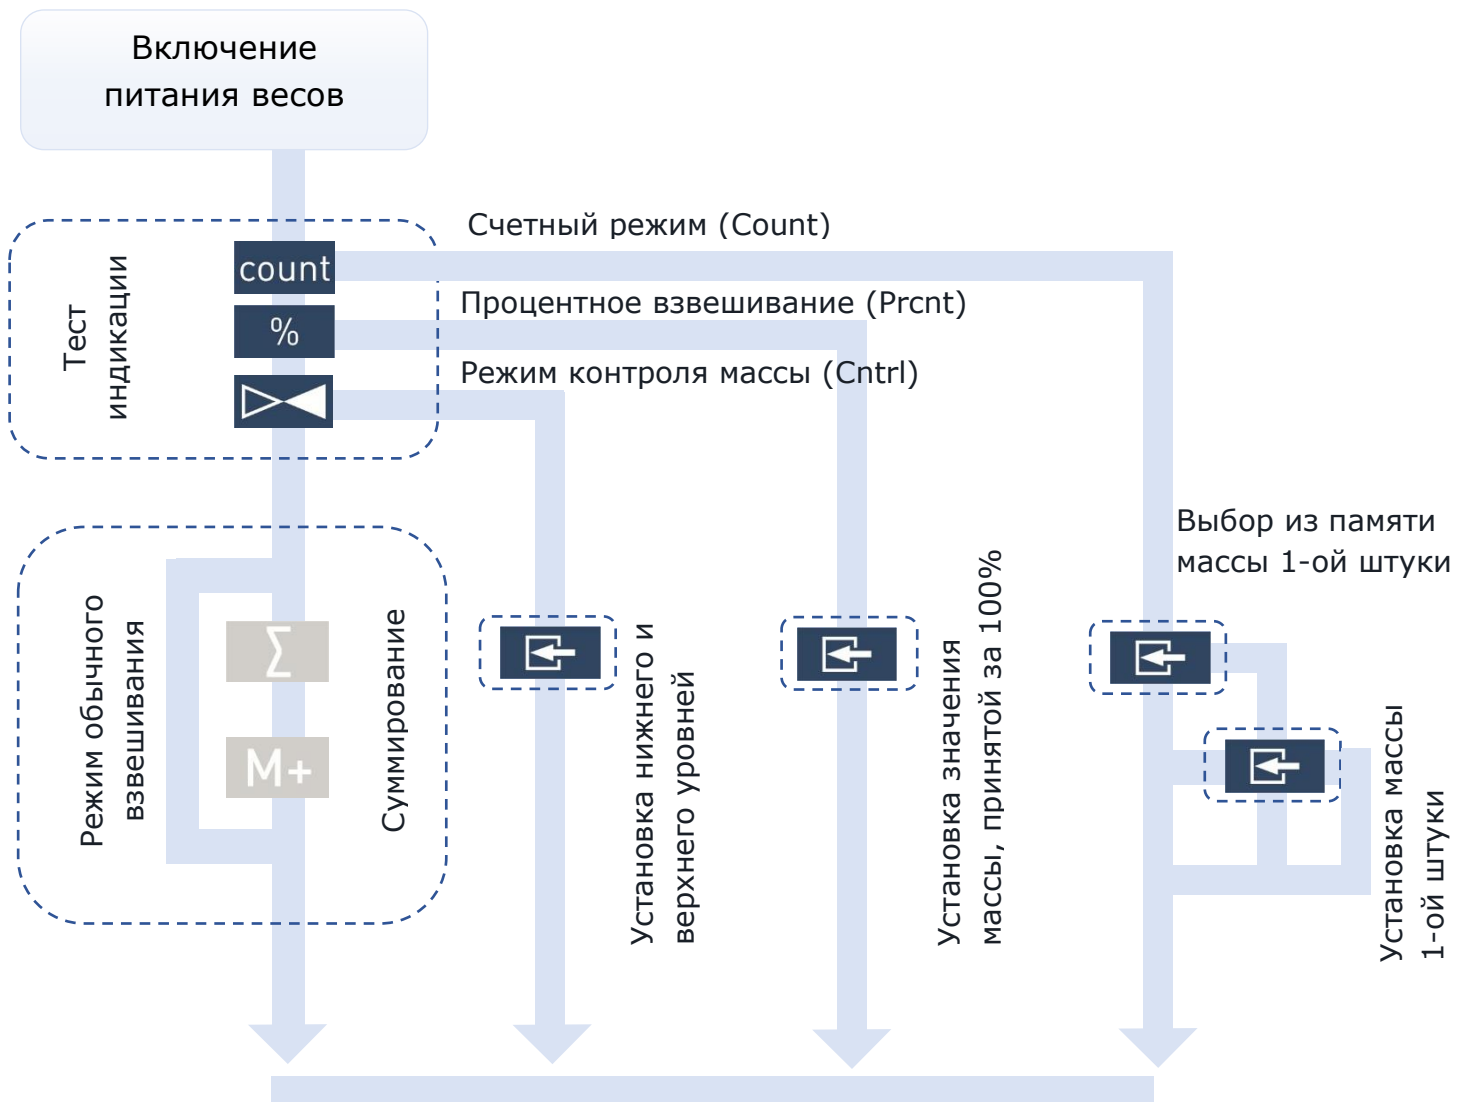 Включение
питания весов
Счетный режим (Count)
count
Процентное взвешивание (Prcnt)
%
Режим контроля массы (Cntrl)
Тест
индикации
Выбор из памяти
массы 1-ой штуки
Режим обычного
взвешивания
Σ
M+
Суммирование
Установка нижнего и
верхнего уровней
Установка значения
массы, принятой за 100%
Установка массы
1-ой штуки